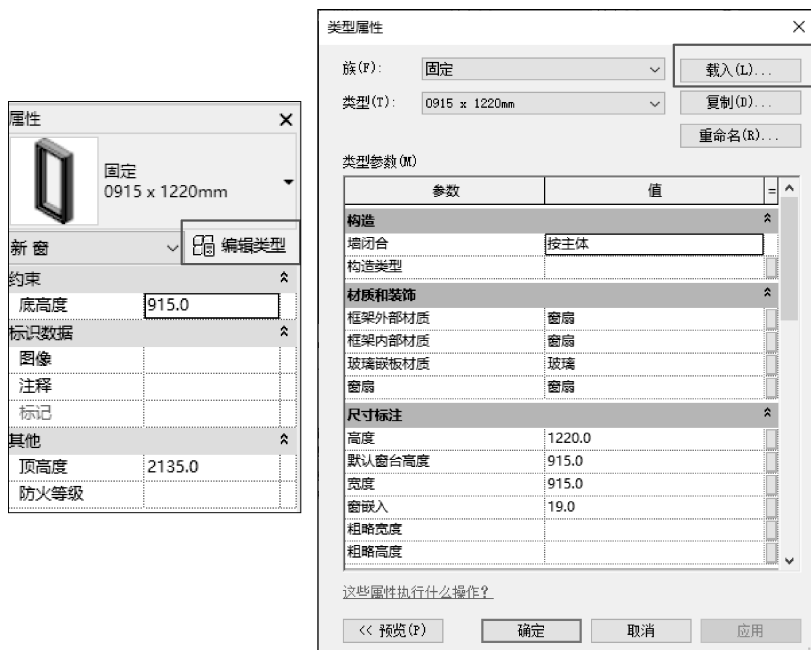 属性
固定
0915 x 1220mm
新 窗
编辑类型
约束
底高度 915.0
标识数据
图像
注释
标记
其他
顶高度 2135.0
防火等级
类型属性
族(F): 固定 载入(L)...
类型(T): 0915 x 1220mm 复制(D)...
重命名(R)...
类型参数(M)
参数 值 =
构造
墙闭合 按主体
构造类型
材质和装饰
框架外部材质 窗扇
框架内部材质 窗扇
玻璃嵌板材质 玻璃
窗扇 窗扇
尺寸标注
高度 1220.0
默认窗台高度 915.0
宽度 915.0
窗嵌入 19.0
粗略宽度
粗略高度
这些属性执行什么操作?
<< 预览(P) 确定 取消 应用